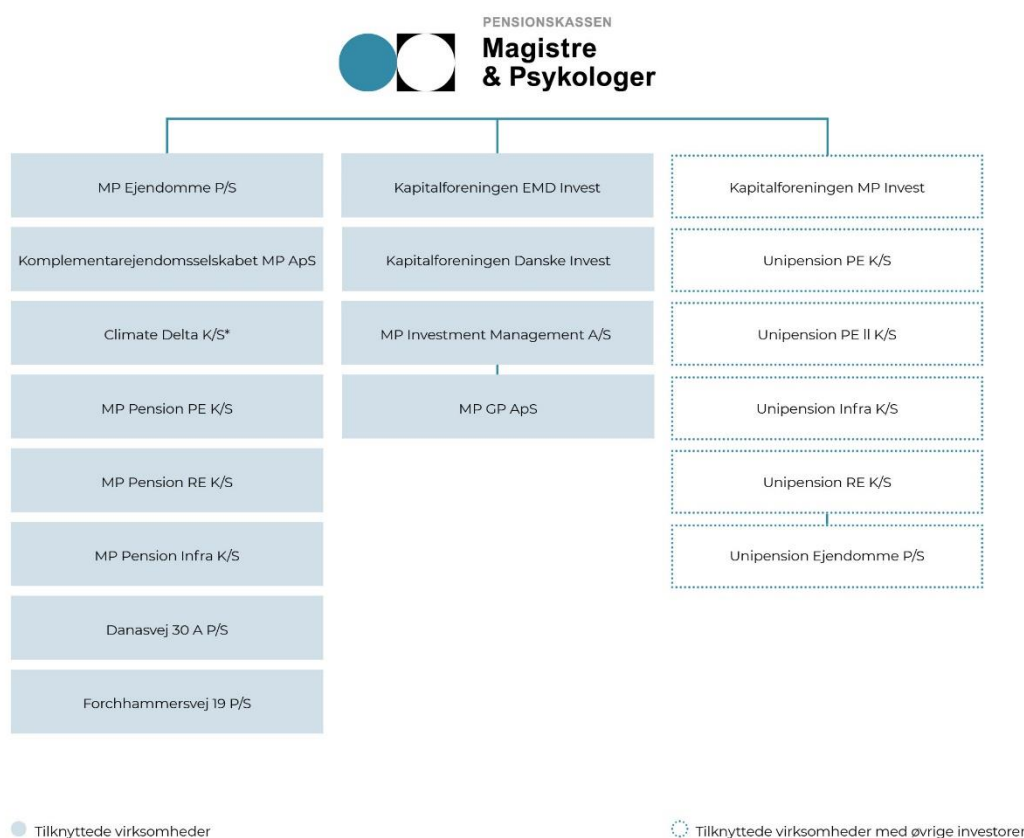 PENSIONSKASSEN
Magistre
& Psykologer
MP Ejendomme P/S
Komplementarejendomsselskabet MP ApS
Climate Delta K/S*
MP Pension PE K/S
MP Pension RE K/S
MP Pension Infra K/S
Danasvej 30 A P/S
Forchhammersvej 19 P/S
Kapitalforeningen EMD Invest
Kapitalforeningen Danske Invest
MP Investment Management A/S
MP GP ApS
Kapitalforeningen MP Invest
Unipension PE K/S
Unipension PE ll K/S
Unipension Infra K/S
Unipension RE K/S
Unipension Ejendomme P/S
Tilknyttede virksomheder
Tilknyttede virksomheder med øvrige investorer